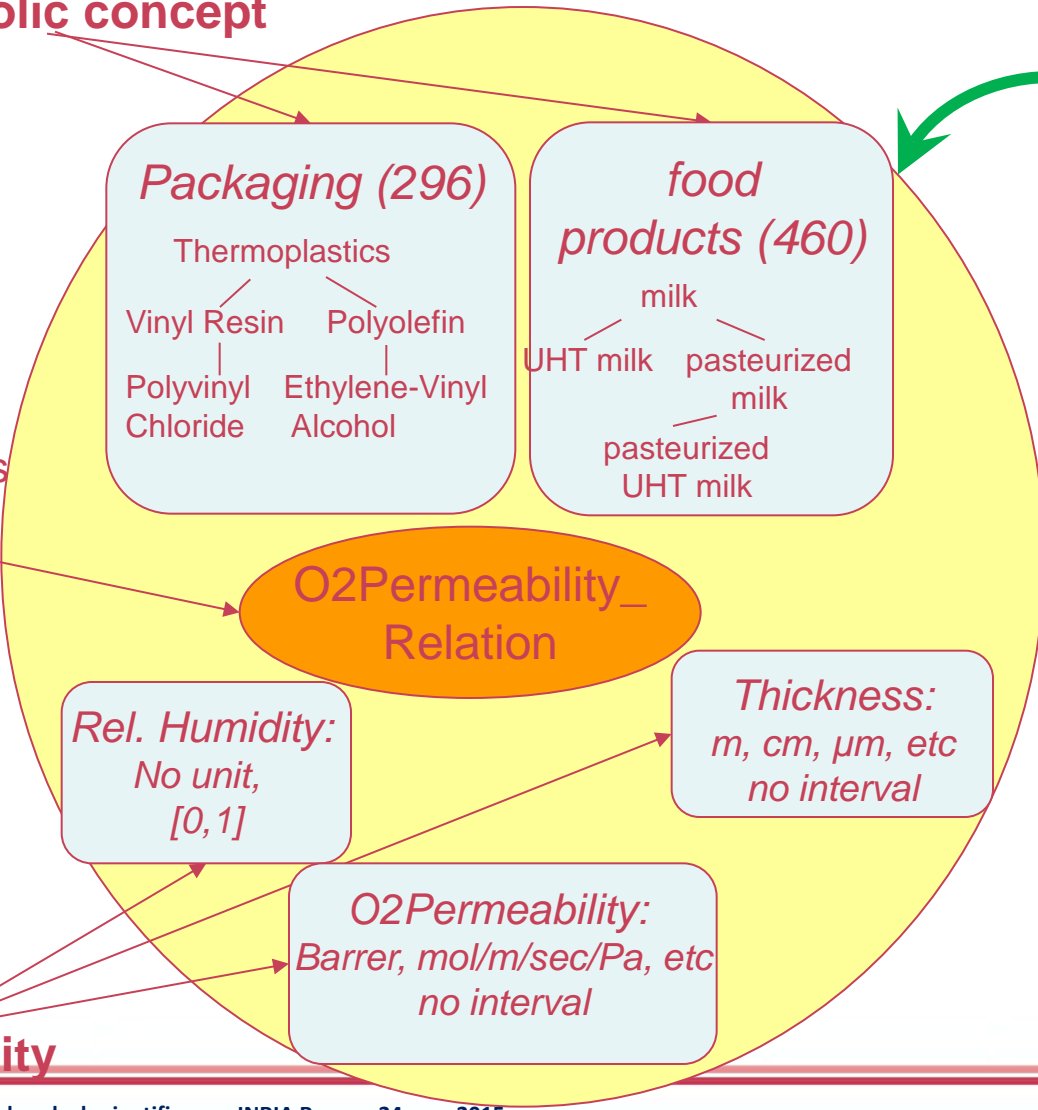 olic concept
Packaging (296)
Thermoplastics
Vinyl Resin Polyolefin
Polyvinyl Ethylene-Vinyl
Chloride Alcohol
food
products (460)
milk
UHT milk pasteurized
milk
pasteurized
UHT milk
s
O2Permeability_
Relation
Rel. Humidity:
No unit,
[0,1]
Thickness:
m, cm, µm, etc
no interval
O2Permeability:
Barrer, mol/m/sec/Pa, etc
no interval
ity
2015